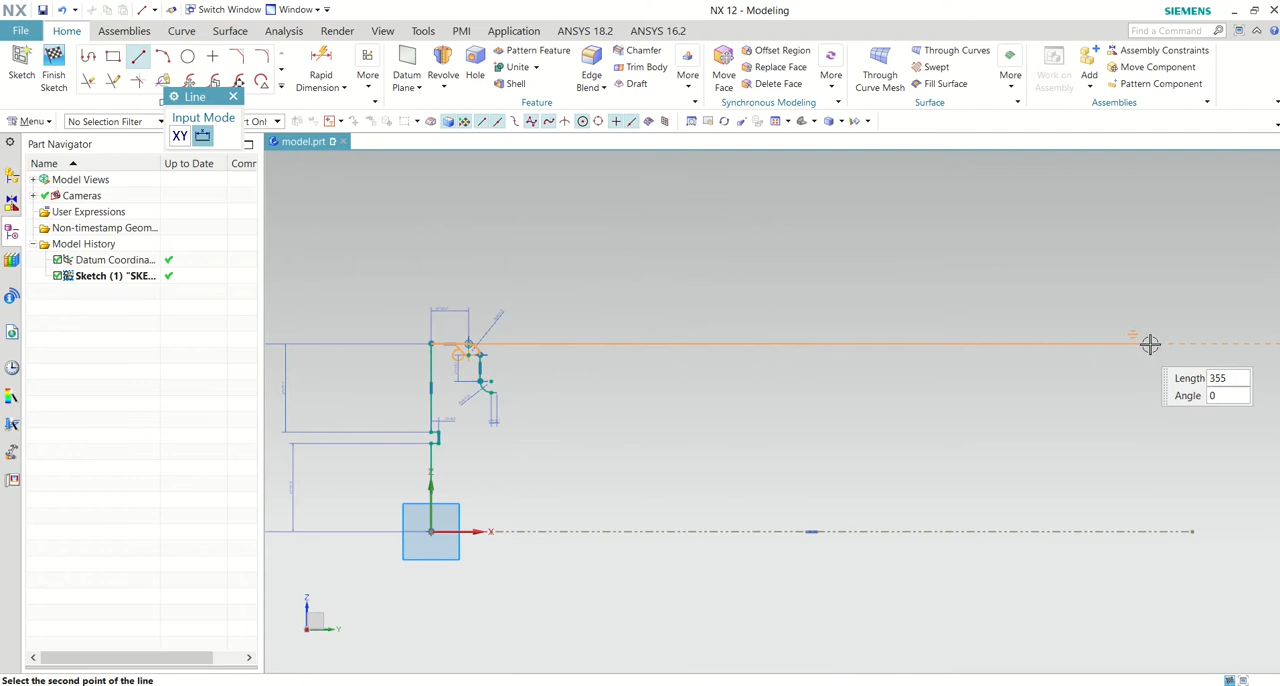 NX
Switch Window
Window
NX 12 - Modeling
SIEMENS
File
Home
Assemblies
Curve
Surface
Analysis
Render
View
Tools
PMI
Application
ANSYS 18.2
ANSYS 16.2
Find a Command
Sketch
Finish
Sketch
Rapid
Dimension
More
Datum
Plane
Revolve
Hole
Pattern Feature
Unite
Shell
Edge
Blend
Chamfer
Trim Body
Draft
More
Move
Face
Offset Region
Replace Face
Delete Face
More
Through
Curve Mesh
Through Curves
Swept
Fill Surface
More
Work on
Assembly
Add
Assembly Constraints
Move Component
Pattern Component
Feature
Synchronous Modeling
Surface
Assemblies
Line
Input Mode
XY
Menu
No Selection Filter
Part Navigator
Name
Up to Date
Comm
Model Views
Cameras
User Expressions
Non-timestamp Geom...
Model History
Datum Coordina...
Sketch (1) "SKE...
model.prt
Length 355
Angle 0
Z
X
Z
Y
Select the second point of the line